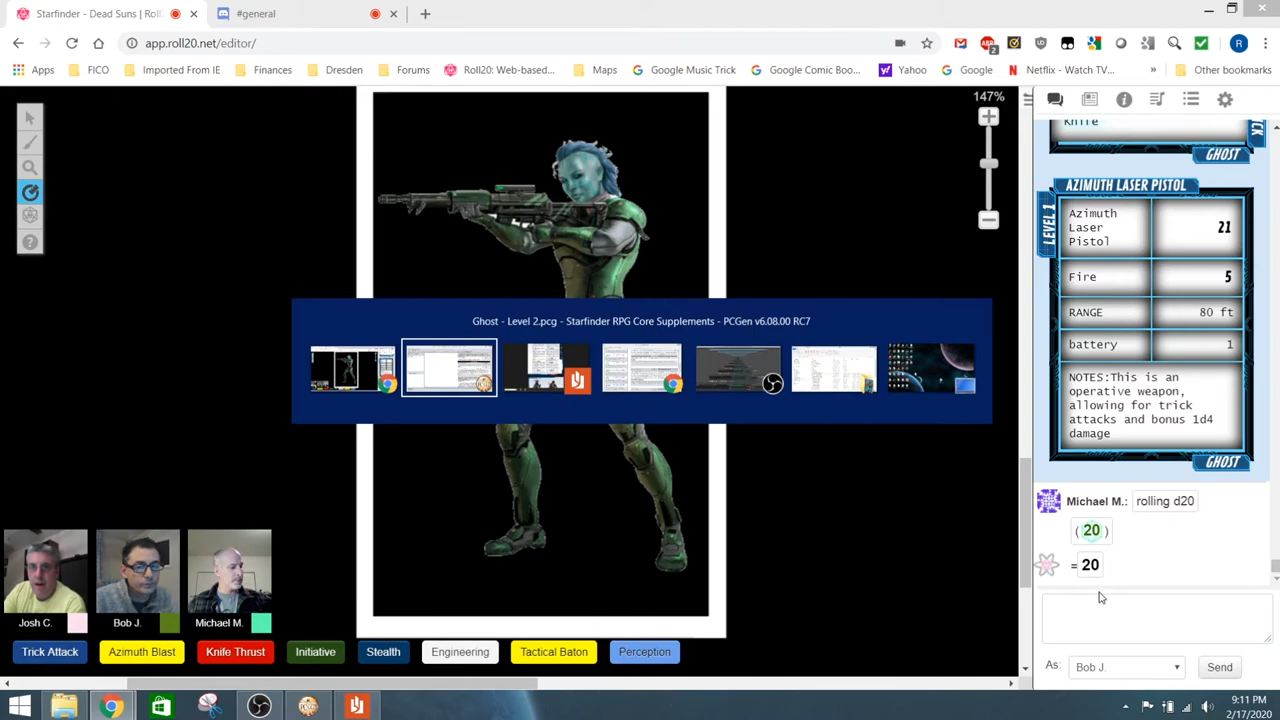 Starfinder - Dead Suns | Roll
#general
app.roll20.net/editor/
Apps
FICO
Imported From IE
Finances
Dresden
Forums
Roll20: Web-based...
Maps
Google Music Trick
Google Comic Boo...
Yahoo
Google
Netflix - Watch TV...
»
Other bookmarks
147%
Knife
GHOST
AZIMUTH LASER PISTOL
LEVEL 1
Azimuth
Laser
Pistol
21
Fire
5
RANGE
80 ft
battery
1
NOTES:This is an
operative weapon,
allowing for trick
attacks and bonus 1d4
damage
GHOST
Ghost - Level 2.pcg - Starfinder RPG Core Supplements - PCGen v6.08.00 RC7
Michael M.: rolling d20
(20)
=20
Josh C.
Bob J.
Michael M.
Trick Attack
Azimuth Blast
Knife Thrust
Initiative
Stealth
Engineering
Tactical Baton
Perception
As:
Bob J.
Send
9:11 PM
2/17/2020